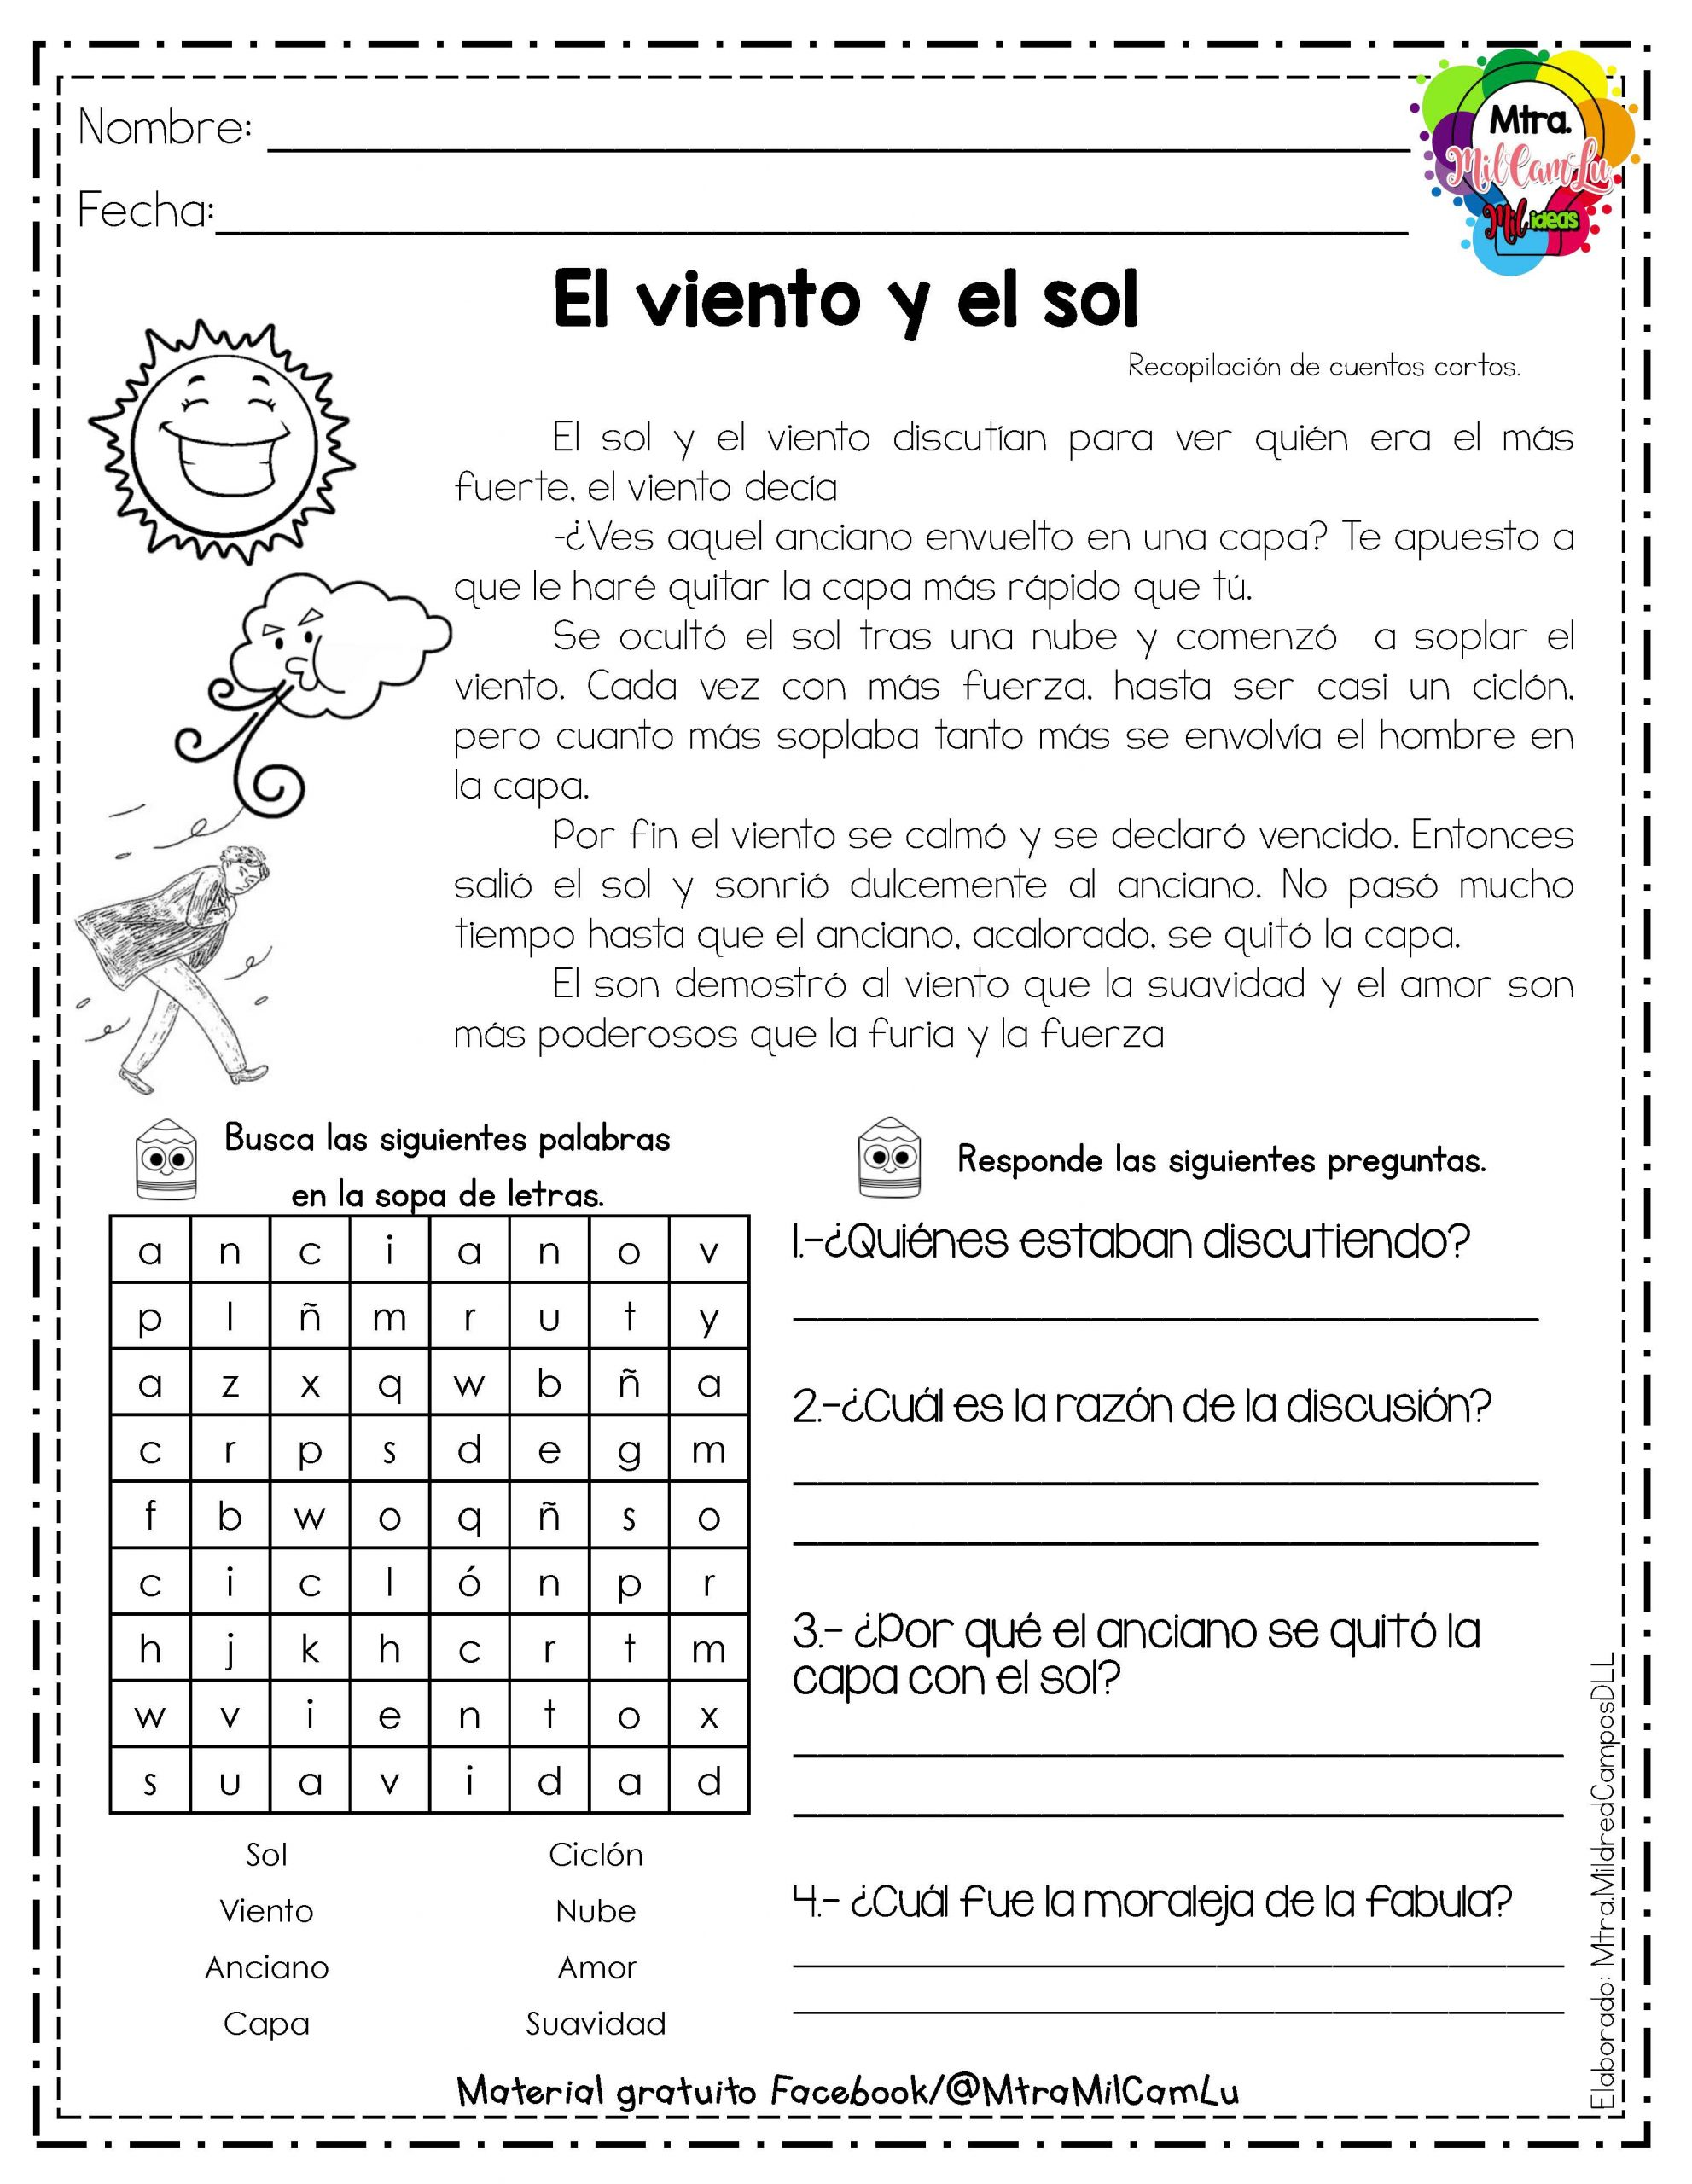 Nombre:
Fecha:
Mtra.
MilCamLu
Mil ideas
El viento y el sol
Recopilación de cuentos cortos.
El sol y el viento discutían para ver quién era el más
fuerte, el viento decía
-¿Ves aquel anciano envuelto en una capa? Te apuesto a
que le haré quitar la capa más rápido que tú.
Se ocultó el sol tras una nube y comenzó a soplar el
viento. Cada vez con más fuerza, hasta ser casi un ciclón,
pero cuanto más soplaba tanto más se envolvía el hombre en
la capa.
Por fin el viento se calmó y se declaró vencido. Entonces
salió el sol y sonrió dulcemente al anciano. No pasó mucho
tiempo hasta que el anciano, acalorado, se quitó la capa.
El son demostró al viento que la suavidad y el amor son
más poderosos que la furia y la fuerza
Busca las siguientes palabras
en la sopa de letras.
a n c i a n o v
p l ñ m r u t y
a z x q w b ñ a
c r p s d e g m
f b w o q ñ s o
c i c l ó n p r
h j k h c r t m
w v i e n t o x
s u a v i d a d
Sol Ciclón
Viento Nube
Anciano Amor
Capa Suavidad
Responde las siguientes preguntas.
1.-¿Quiénes estaban discutiendo?
2.-¿Cuál es la razón de la discusión?
3.- ¿Por qué el anciano se quitó la
capa con el sol?
4.- ¿Cuál fue la moraleja de la fabula?
Material gratuito Facebook/@MtraMilCamLu
Elaborado: Mtra.MildredCamposDLL